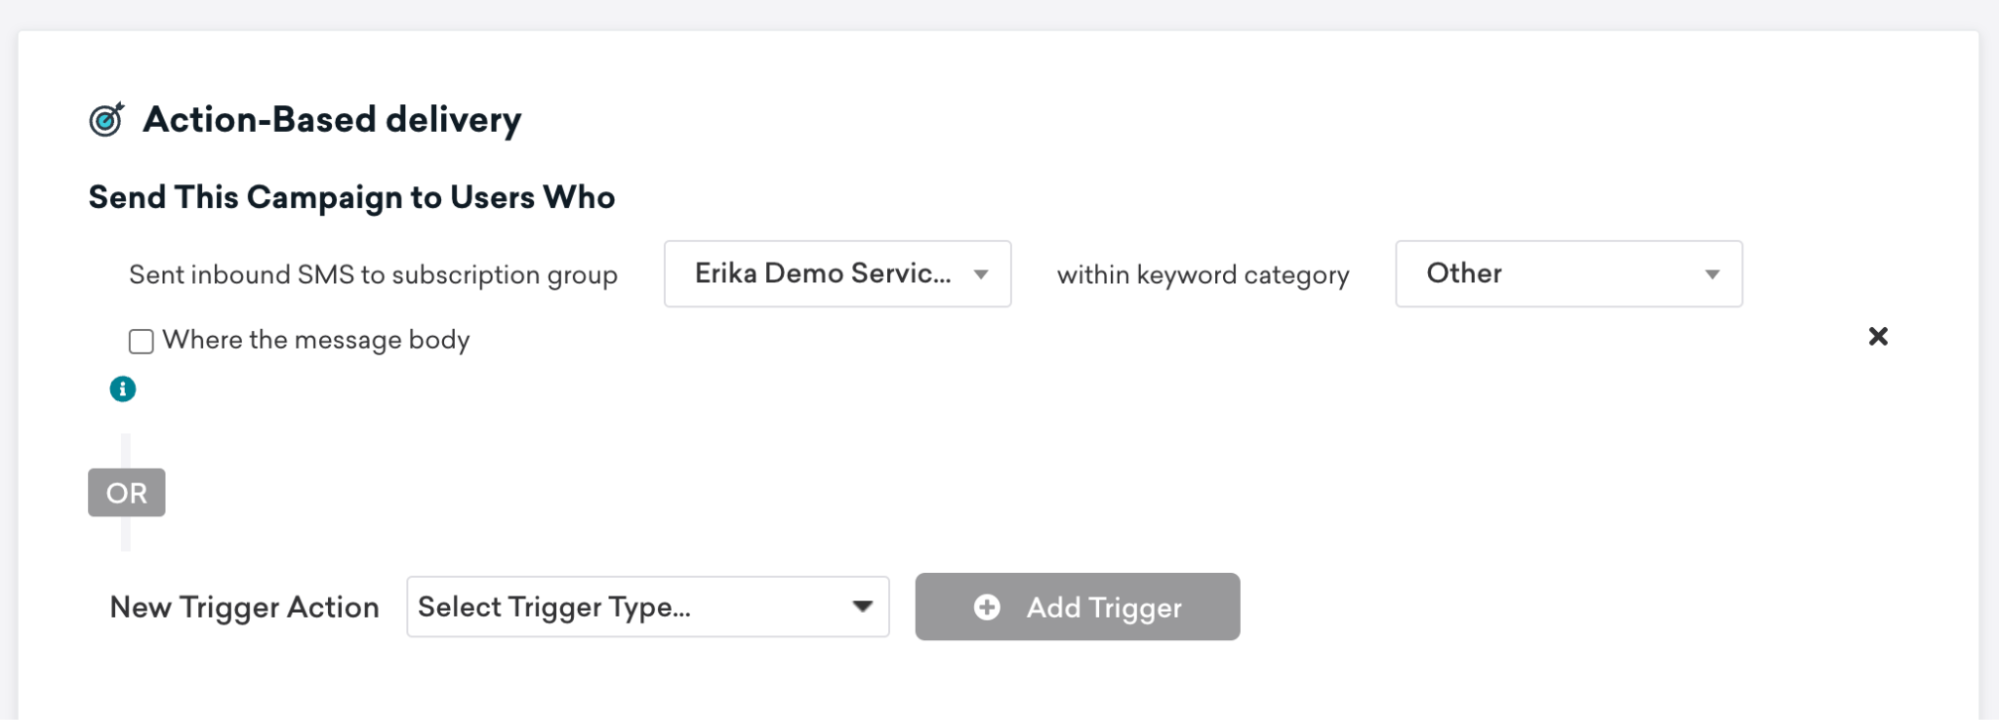 Action-Based delivery
Send This Campaign to Users Who
Sent inbound SMS to subscription group Erika Demo Servic... within keyword category Other
Where the message body
OR
New Trigger Action Select Trigger Type... Add Trigger